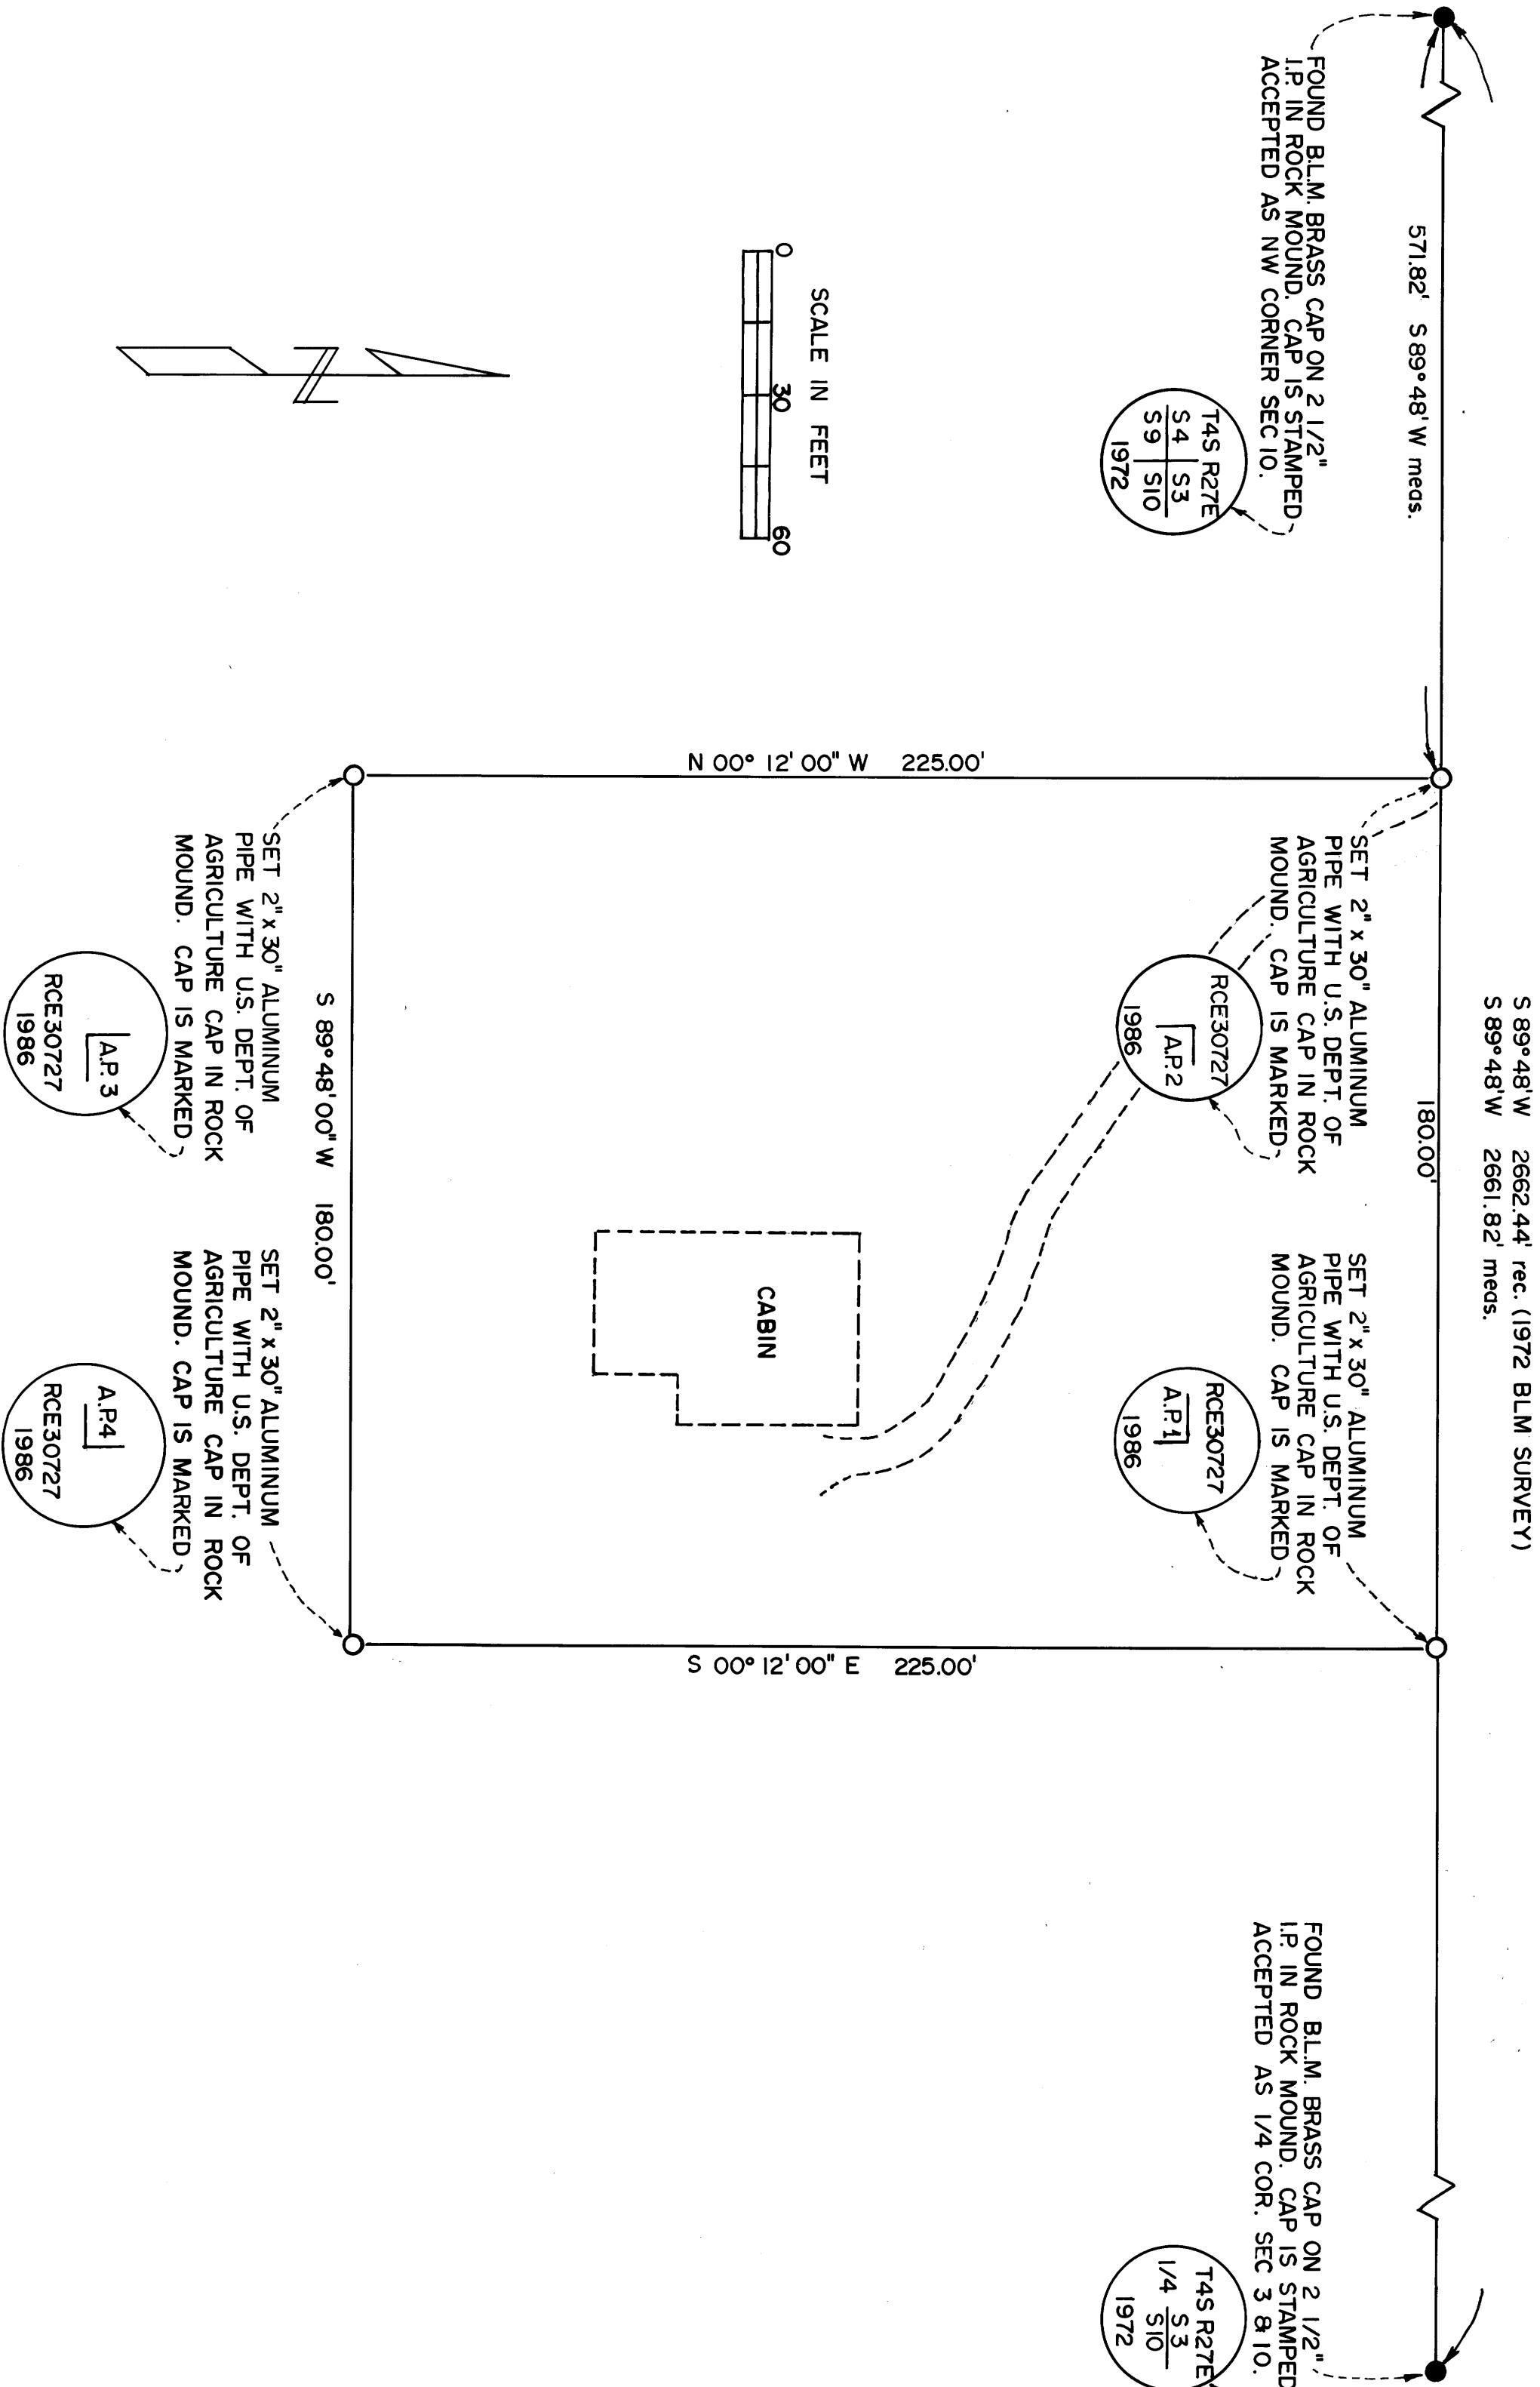 S 89°48'W 2662.44' rec. (1972 BLM SURVEY)
S 89°48'W 2661.82' meas.
571.82' S 89°48'W meas.
180.00'
FOUND B.L.M. BRASS CAP ON 2 1/2"
I.P. IN ROCK MOUND. CAP IS STAMPED
ACCEPTED AS NW CORNER SEC 10.
T4S R27E
S 4 S 3
S 9 S10
1972
SET 2" x 30" ALUMINUM
PIPE WITH U.S. DEPT. OF
AGRICULTURE CAP IN ROCK
MOUND. CAP IS MARKED
RCE30727
A.P.2
1986
SET 2" x 30" ALUMINUM
PIPE WITH U.S. DEPT. OF
AGRICULTURE CAP IN ROCK
MOUND. CAP IS MARKED
RCE30727
A.P.1
1986
FOUND B.L.M. BRASS CAP ON 2 1/2"
I.P. IN ROCK MOUND. CAP IS STAMPED
ACCEPTED AS 1/4 COR. SEC 3 & 10.
T4S R27E
1/4 S 3
S10
1972
N 00° 12' 00" W 225.00'
S 00° 12' 00" E 225.00'
CABIN
SCALE IN FEET
0 30 60
N
S 89° 48' 00" W 180.00'
SET 2" x 30" ALUMINUM
PIPE WITH U.S. DEPT. OF
AGRICULTURE CAP IN ROCK
MOUND. CAP IS MARKED
A.P. 3
RCE30727
1986
SET 2" x 30" ALUMINUM
PIPE WITH U.S. DEPT. OF
AGRICULTURE CAP IN ROCK
MOUND. CAP IS MARKED
A.P.4
RCE30727
1986